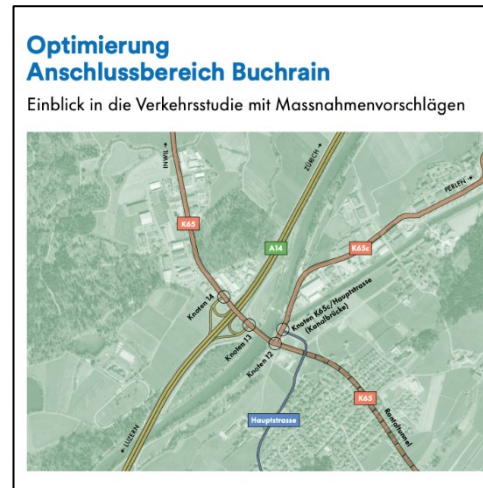 Optimierung
Anschlussbereich Buchrain
Einblick in die Verkehrsstudie mit Massnahmenvorschlägen
INWIL
ZÜRICH
PERLEN
K65
A14
K65c
Knoten 14
Knoten 13
Knoten 12
Knoten K65c/Hauptstrasse
(Kanalbrücke)
K65
Hauptstrasse
Rontaltunnel
LUZERN